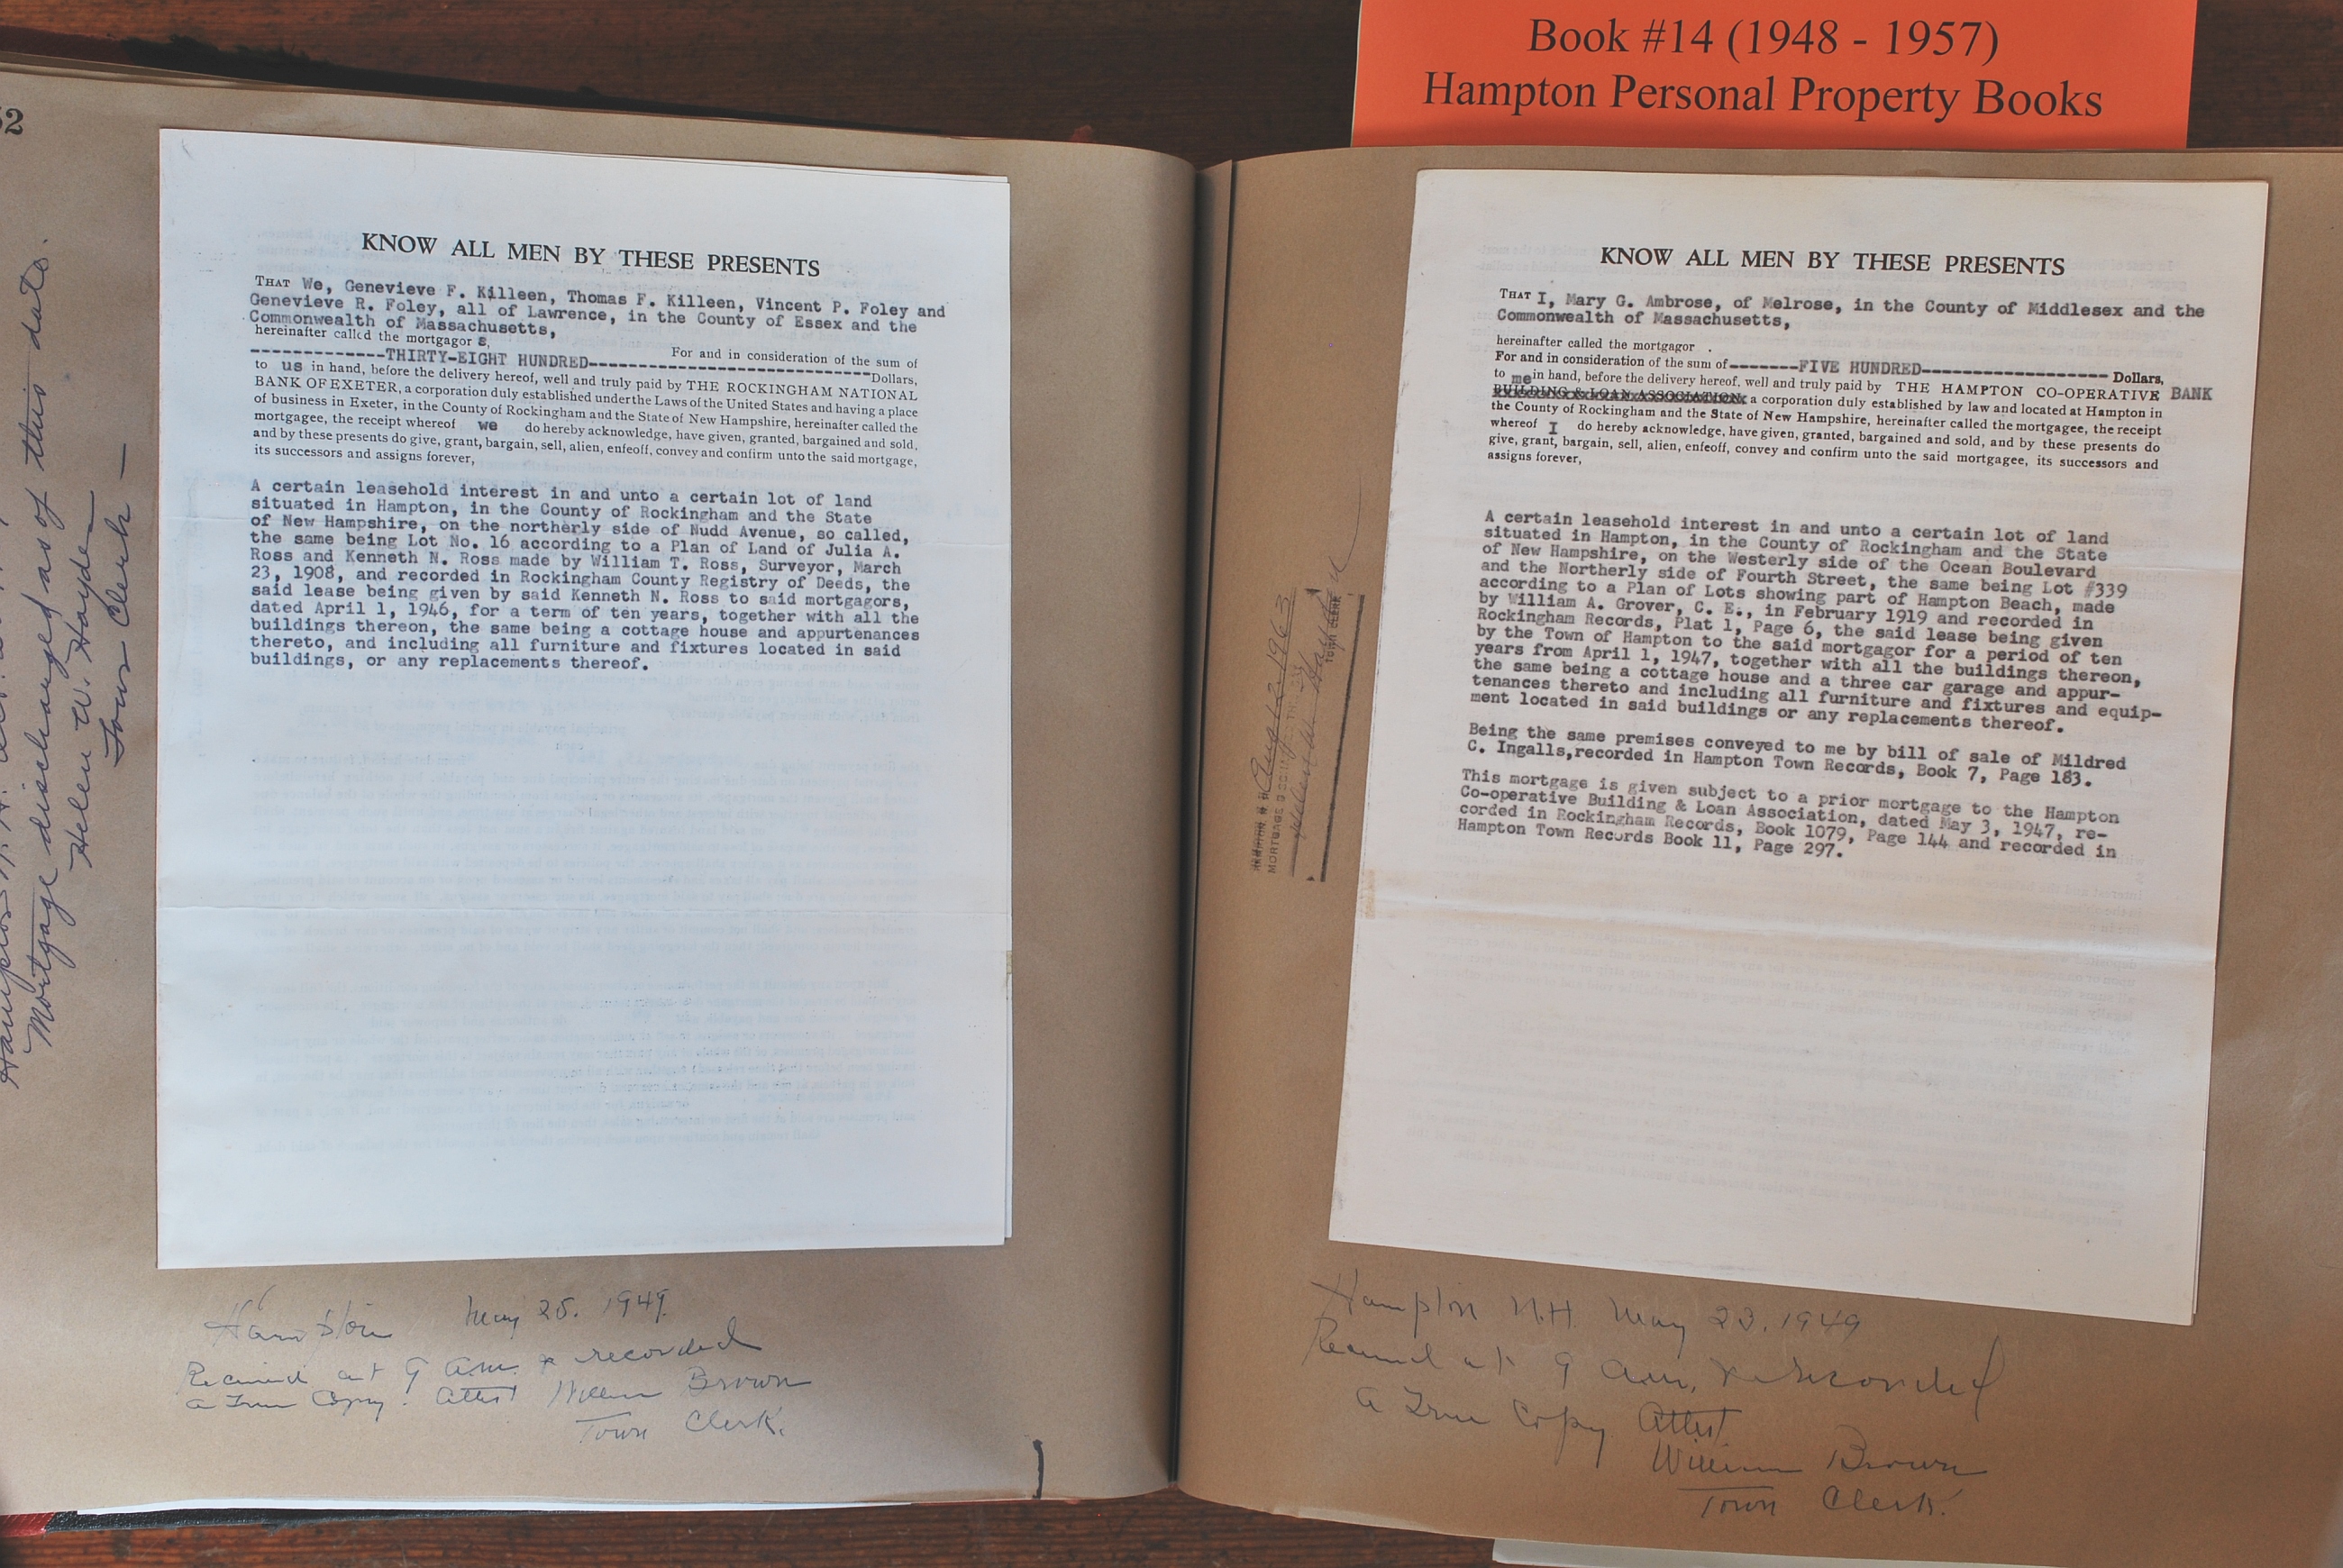 Book #14 (1948 - 1957)
Hampton Personal Property Books
52
Mortgage discharged as of this date.
Helen W. Hayden
Town Clerk —
KNOW ALL MEN BY THESE PRESENTS
THAT We, Genevieve F. Killeen, Thomas F. Killeen, Vincent P. Foley and
Genevieve R. Foley, all of Lawrence, in the County of Essex and the
Commonwealth of Massachusetts,
hereinafter called the mortgagor s,
For and in consideration of the sum of
-------------THIRTY-EIGHT HUNDRED---------------------------Dollars,
to us in hand, before the delivery hereof, well and truly paid by THE ROCKINGHAM NATIONAL
BANK OF EXETER, a corporation duly established under the Laws of the United States and having a place
of business in Exeter, in the County of Rockingham and the State of New Hampshire, hereinafter called the
mortgagee, the receipt whereof we do hereby acknowledge, have given, granted, bargained and sold,
and by these presents do give, grant, bargain, sell, alien, enfeoff, convey and confirm unto the said mortgage,
its successors and assigns forever,
A certain leasehold interest in and unto a certain lot of land
situated in Hampton, in the County of Rockingham and the State
of New Hampshire, on the northerly side of Nudd Avenue, so called,
the same being Lot No. 16 according to a Plan of Land of Julia A.
Ross and Kenneth N. Ross made by William T. Ross, Surveyor, March
23, 1908, and recorded in Rockingham County Registry of Deeds, the
said lease being given by said Kenneth N. Ross to said mortgagors,
dated April 1, 1946, for a term of ten years, together with all the
buildings thereon, the same being a cottage house and appurtenances
thereto, and including all furniture and fixtures located in said
buildings, or any replacements thereof.
Hampton May 25. 1949.
Received at 9 A.m. & recorded
a True Copy. Attest William Brown
Town Clerk.
Aug 12 1963
MORTGAGE DISCHARGED
TOWN CLERK
KNOW ALL MEN BY THESE PRESENTS
THAT I, Mary G. Ambrose, of Melrose, in the County of Middlesex and the
Commonwealth of Massachusetts,
hereinafter called the mortgagor .
For and in consideration of the sum of-------FIVE HUNDRED------------------- Dollars,
to me in hand, before the delivery hereof, well and truly paid by THE HAMPTON CO-OPERATIVE BANK
BUILDING & LOAN ASSOCIATION, a corporation duly established by law and located at Hampton in
the County of Rockingham and the State of New Hampshire, hereinafter called the mortgagee, the receipt
whereof I do hereby acknowledge, have given, granted, bargained and sold, and by these presents do
give, grant, bargain, sell, alien, enfeoff, convey and confirm unto the said mortgagee, its successors and
assigns forever,
A certain leasehold interest in and unto a certain lot of land
situated in Hampton, in the County of Rockingham and the State
of New Hampshire, on the Westerly side of the Ocean Boulevard
and the Northerly side of Fourth Street, the same being Lot #339
according to a Plan of Lots showing part of Hampton Beach, made
by William A. Grover, C. E., in February 1919 and recorded in
Rockingham Records, Plat 1, Page 6, the said lease being given
by the Town of Hampton to the said mortgagor for a period of ten
years from April 1, 1947, together with all the buildings thereon,
the same being a cottage house and a three car garage and appur-
tenances thereto and including all furniture and fixtures and equip-
ment located in said buildings or any replacements thereof.
Being the same premises conveyed to me by bill of sale of Mildred
C. Ingalls,recorded in Hampton Town Records, Book 7, Page 183.
This mortgage is given subject to a prior mortgage to the Hampton
Co-operative Building & Loan Association, dated May 3, 1947, re-
corded in Rockingham Records, Book 1079, Page 144 and recorded in
Hampton Town Records Book 11, Page 297.
Hampton N.H. May 23. 1949
Received at 9 a.m. & recorded
a True Copy Attest
William Brown
Town Clerk.